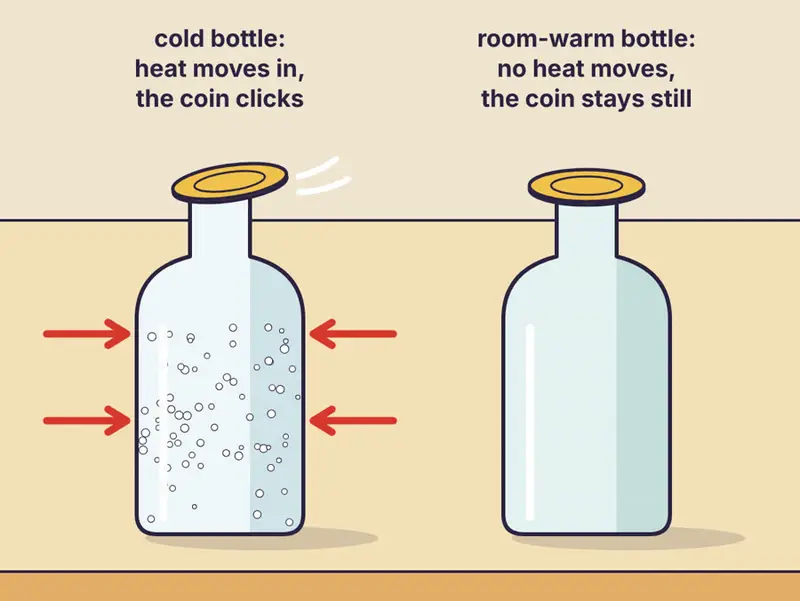 cold bottle:
heat moves in,
the coin clicks
room-warm bottle:
no heat moves,
the coin stays still